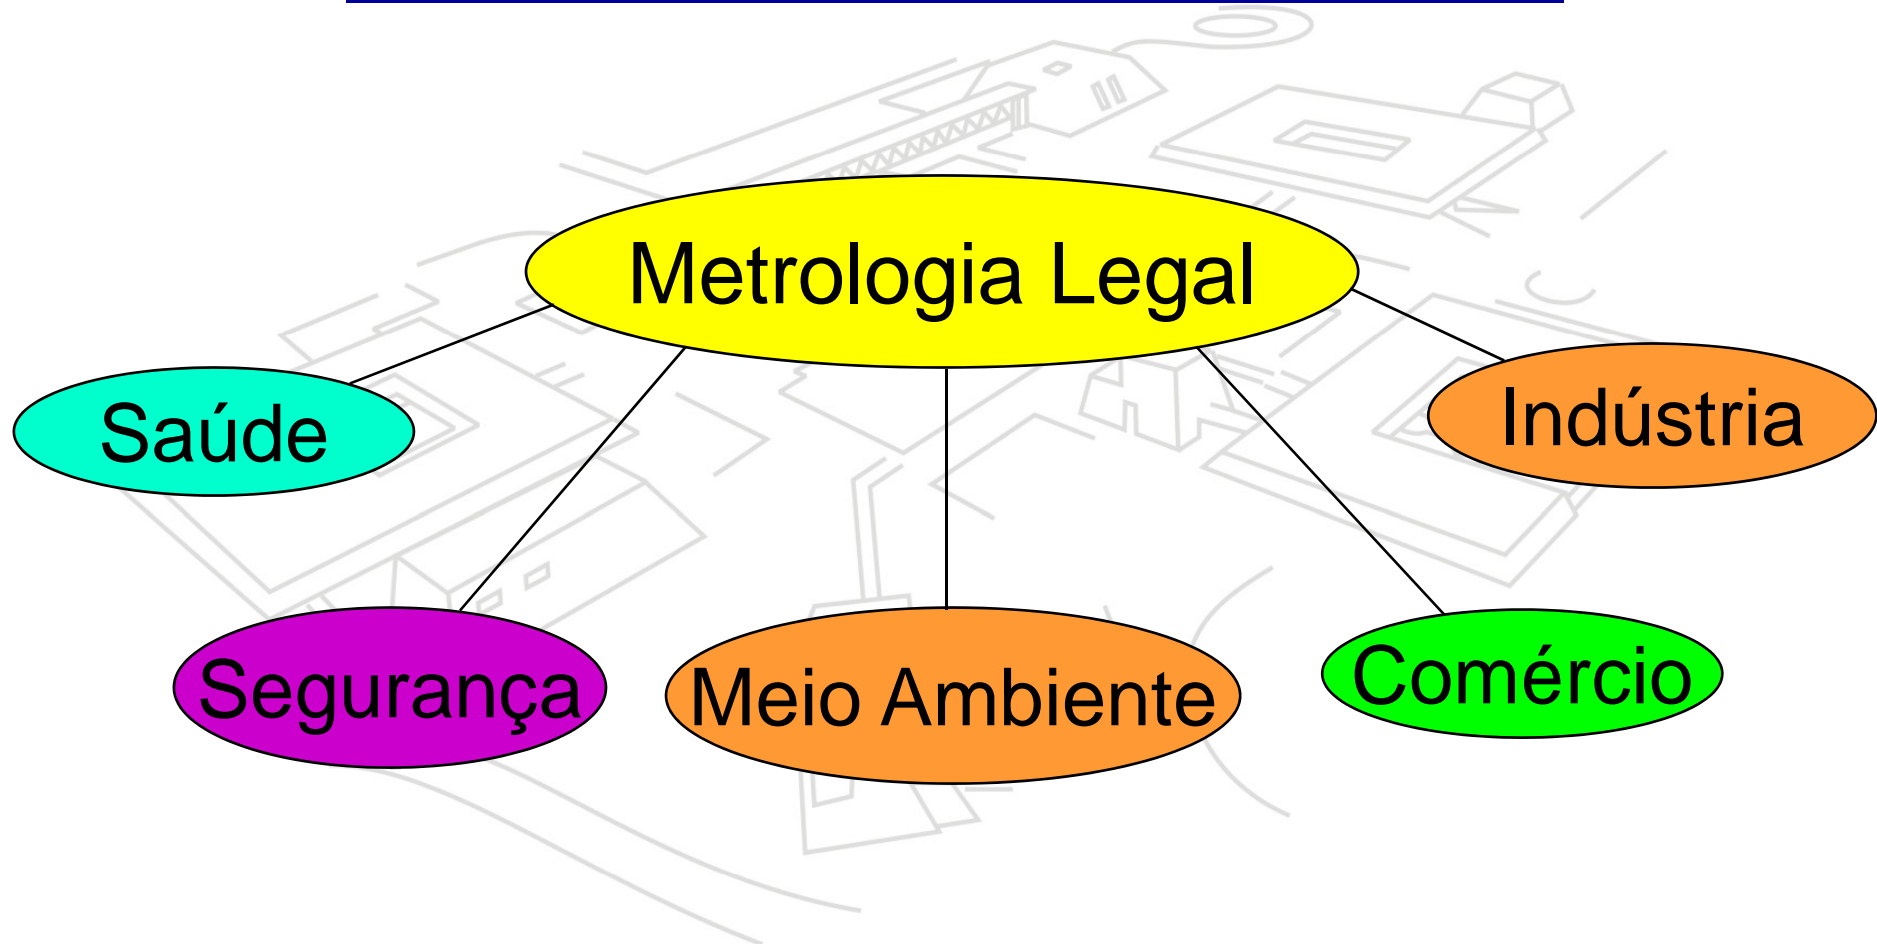 Metrologia Legal
Saúde
Indústria
Segurança
Meio Ambiente
Comércio